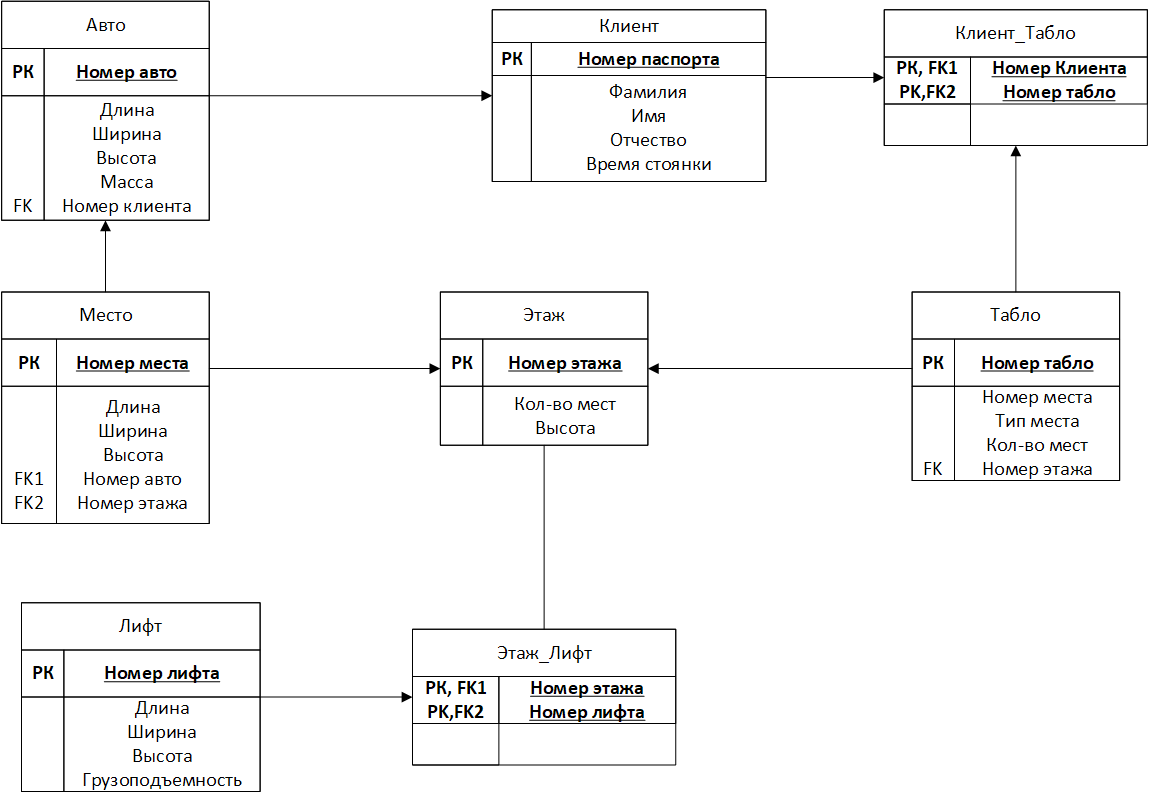 Авто
PK Номер авто
Длина
Ширина
Высота
Масса
FK Номер клиента
Клиент
PK Номер паспорта
Фамилия
Имя
Отчество
Время стоянки
Клиент_Табло
PK, FK1 Номер Клиента
PK,FK2 Номер табло
Место
PK Номер места
Длина
Ширина
Высота
FK1 Номер авто
FK2 Номер этажа
Этаж
PK Номер этажа
Кол-во мест
Высота
Табло
PK Номер табло
Номер места
Тип места
Кол-во мест
FK Номер этажа
Лифт
PK Номер лифта
Длина
Ширина
Высота
Грузоподъемность
Этаж_Лифт
PK, FK1 Номер этажа
PK,FK2 Номер лифта